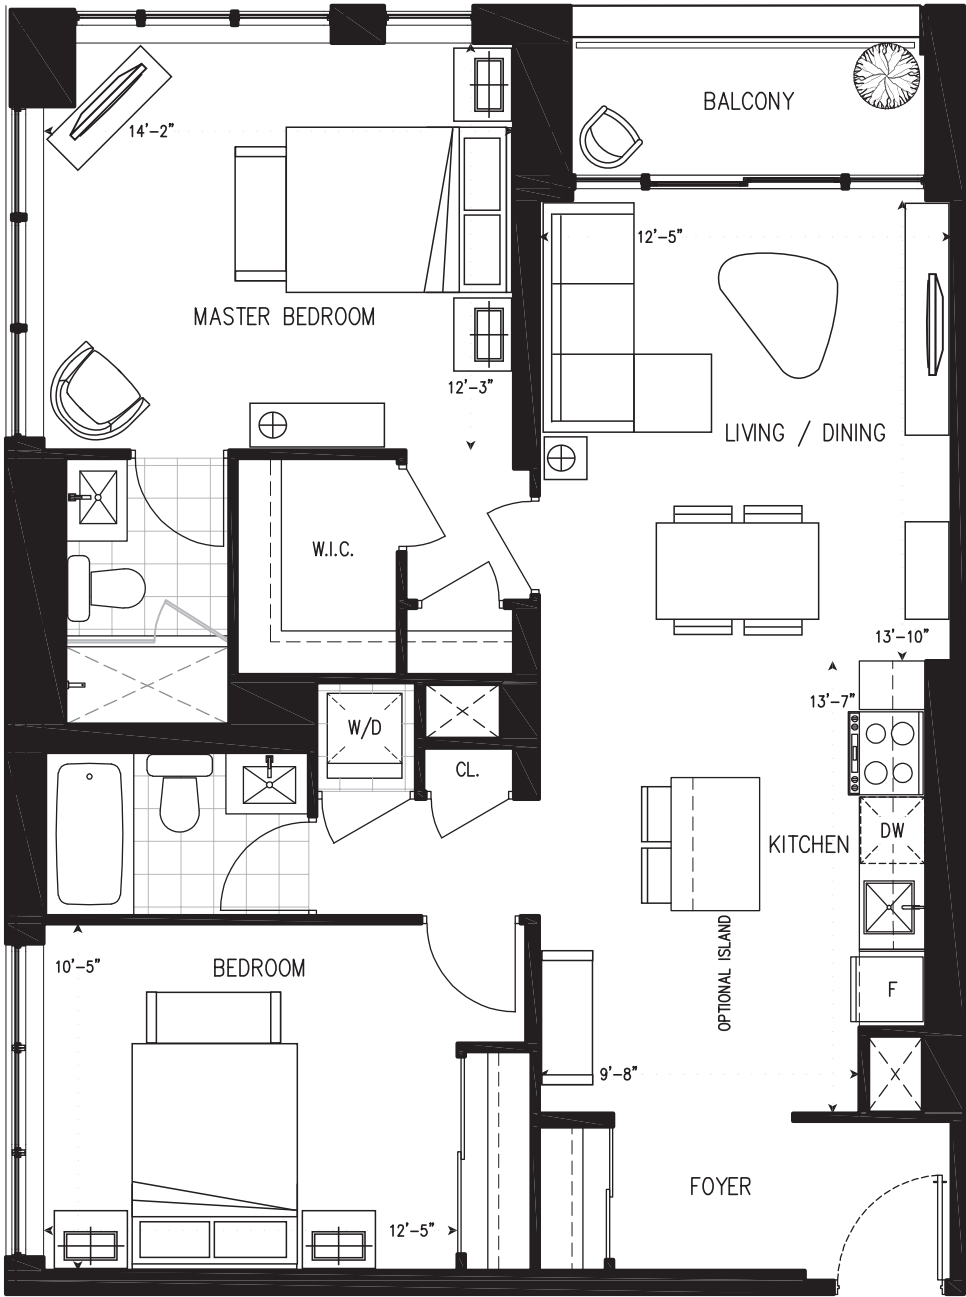 BALCONY
14'-2"
12'-5"
MASTER BEDROOM
12'-3"
LIVING / DINING
W.I.C.
13'-10"
13'-7"
W/D
CL.
KITCHEN
DW
OPTIONAL ISLAND
10'-5"
BEDROOM
F
9'-8"
X
FOYER
12'-5"